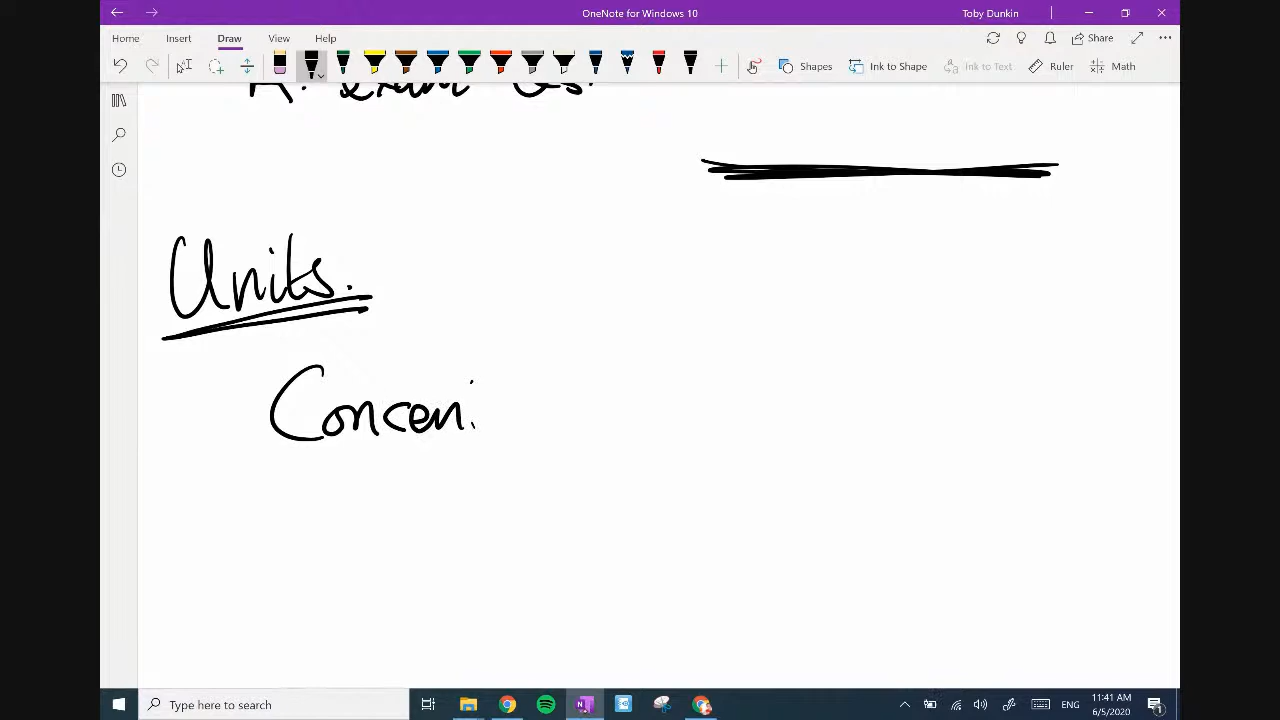 OneNote for Windows 10
Toby Dunkin
Home Insert Draw View Help
Share
Shapes Ink to Shape Ink to Text Ruler Math
Units.
Concen
Type here to search
N
ENG
11:41 AM
6/5/2020
1